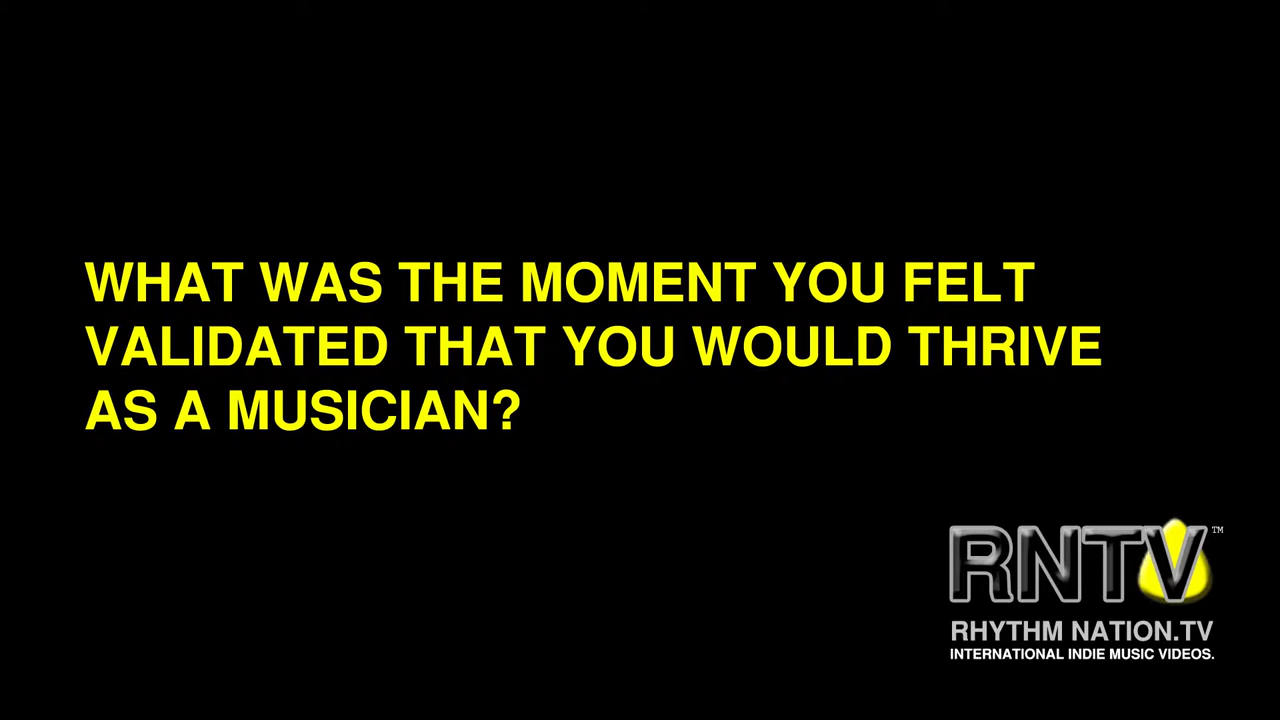 WHAT WAS THE MOMENT YOU FELT
VALIDATED THAT YOU WOULD THRIVE
AS A MUSICIAN?
RNTV™
RHYTHM NATION.TV
INTERNATIONAL INDIE MUSIC VIDEOS.